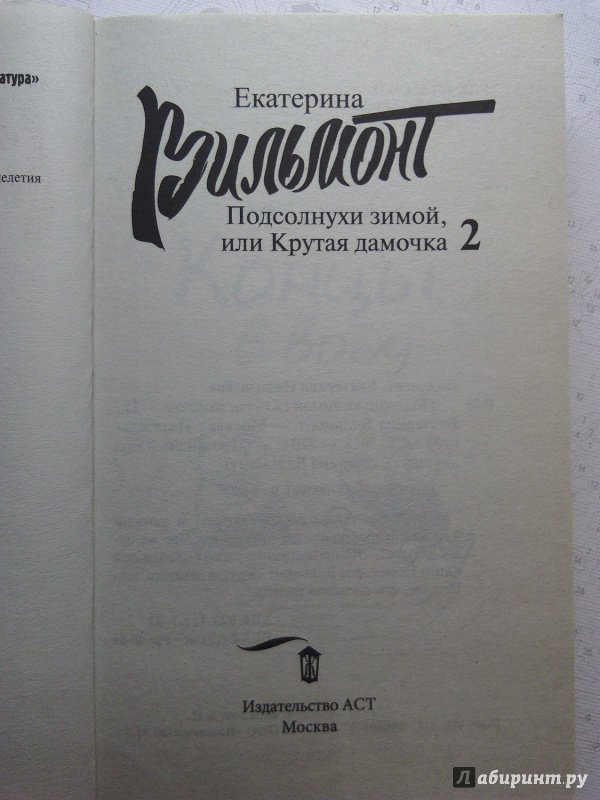 атура»
елетия
Екатерина
Вильмонт
Подсолнухи зимой,
или Крутая дамочка 2
Издательство АСТ
Москва
Лабиринт.ру